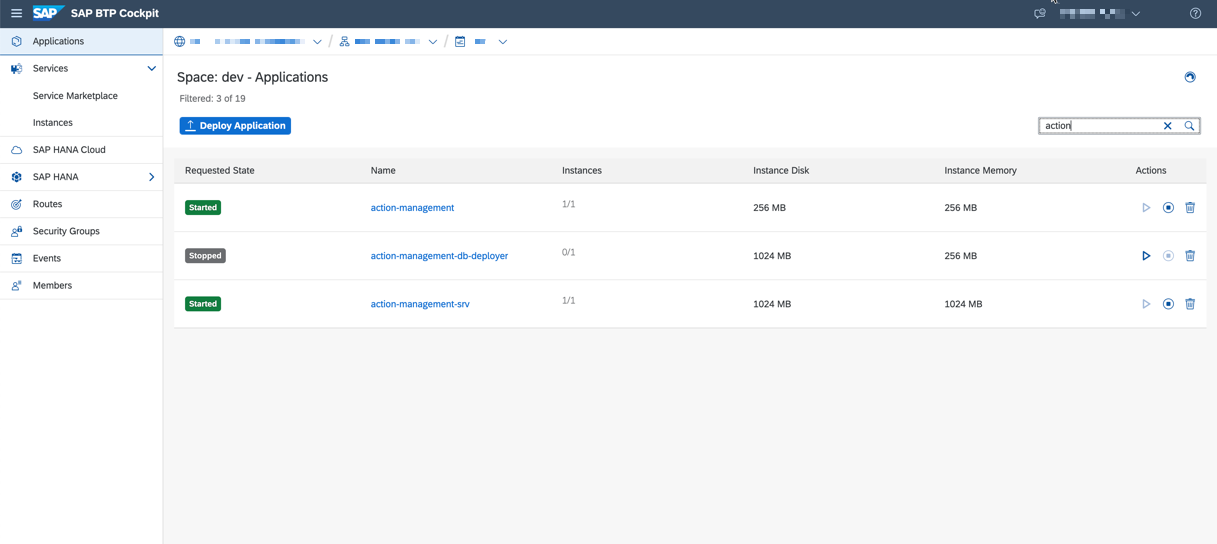 SAP SAP BTP Cockpit
Applications
Services
Service Marketplace
Instances
SAP HANA Cloud
SAP HANA
Routes
Security Groups
Events
Members
/ /
Space: dev - Applications
Filtered: 3 of 19
Deploy Application
action
Requested State Name Instances Instance Disk Instance Memory Actions
Started action-management 1/1 256 MB 256 MB
Stopped action-management-db-deployer 0/1 1024 MB 256 MB
Started action-management-srv 1/1 1024 MB 1024 MB